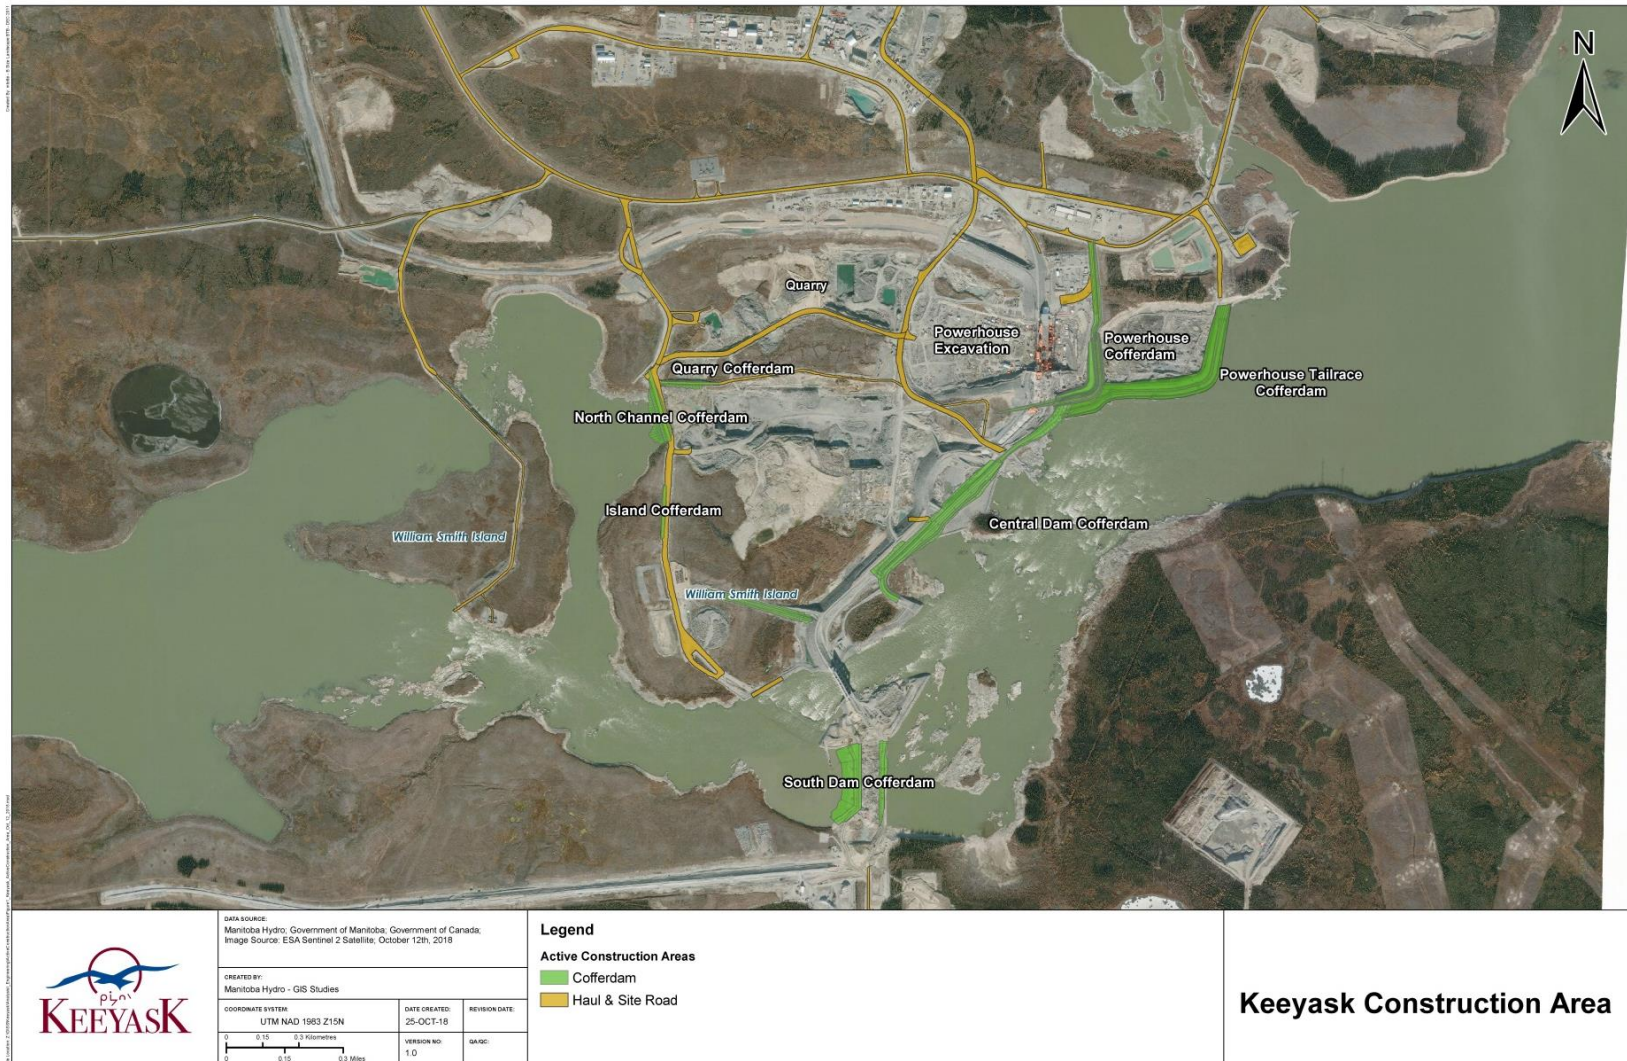 N
Quarry
Powerhouse
Excavation
Powerhouse
Cofferdam
Quarry Cofferdam
Powerhouse Tailrace
Cofferdam
North Channel Cofferdam
Island Cofferdam
Central Dam Cofferdam
William Smith Island
William Smith Island
South Dam Cofferdam
KEEYASK
DATA SOURCE:
Manitoba Hydro; Government of Manitoba; Government of Canada;
Image Source: ESA Sentinel 2 Satellite; October 12th, 2018
CREATED BY:
Manitoba Hydro - GIS Studies
COORDINATE SYSTEM:
UTM NAD 1983 Z15N
DATE CREATED:
25-OCT-18
REVISION DATE:
0 0.15 0.3 Kilometres
0 0.15 0.3 Miles
VERSION NO:
1.0
QA/QC:
Legend
Active Construction Areas
Cofferdam
Haul & Site Road
Keeyask Construction Area